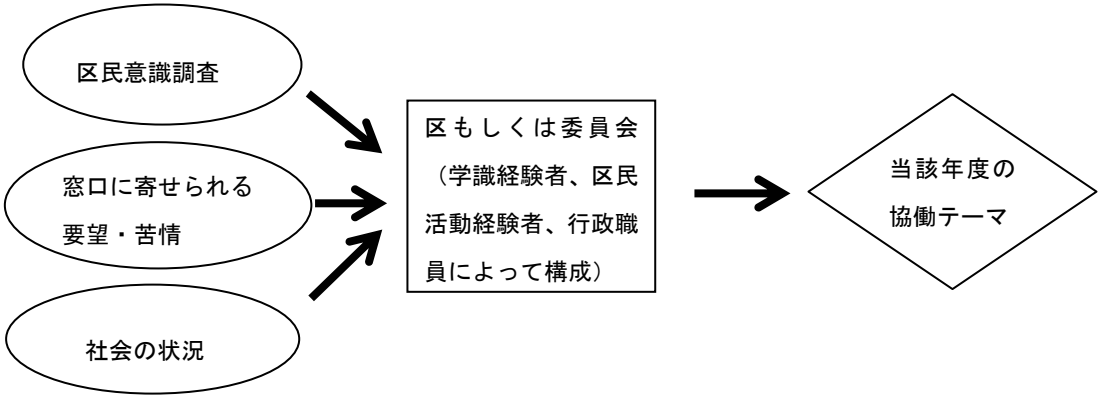 区民意識調査
窓口に寄せられる
要望・苦情
社会の状況
区もしくは委員会
（学識経験者、区民
活動経験者、行政職
員によって構成）
当該年度の
協働テーマ